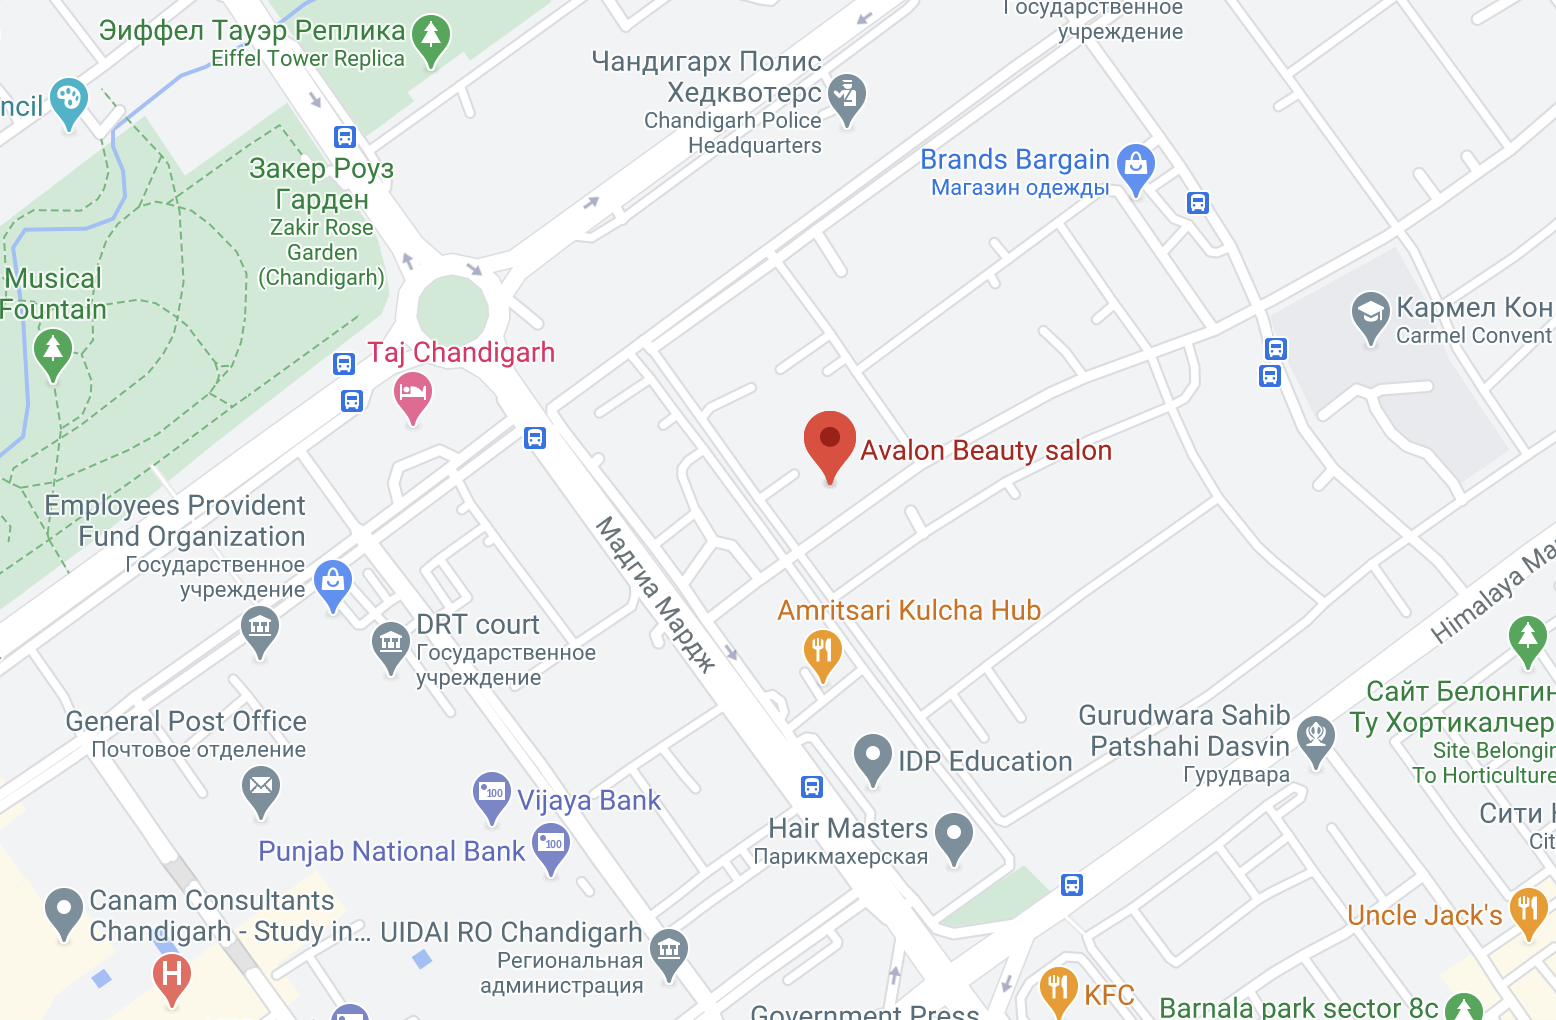 Эиффел Тауэр Реплика
Eiffel Tower Replica
Государственное
учреждение
Чандигарх Полис
Хедквотерс
Chandigarh Police
Headquarters
ncil
Закер Роуз
Гарден
Zakir Rose
Garden
(Chandigarh)
Brands Bargain
Магазин одежды
Musical
Fountain
Taj Chandigarh
Кармел Кон
Carmel Convent
Avalon Beauty salon
Employees Provident
Fund Organization
Государственное
учреждение
Мадгиа Мардж
Himalaya Ma
DRT court
Государственное
учреждение
Amritsari Kulcha Hub
General Post Office
Почтовое отделение
Gurudwara Sahib
Patshahi Dasvin
Гурудвара
Сайт Белонгин
Ту Хортикалчер
Site Belongin
To Horticulture
IDP Education
100
Vijaya Bank
100
Punjab National Bank
Hair Masters
Парикмахерская
Сити
Cit
Canam Consultants
Chandigarh - Study in...
H
UIDAI RO Chandigarh
Региональная
администрация
Uncle Jack's
KFC
Government Press
Barnala park sector 8c